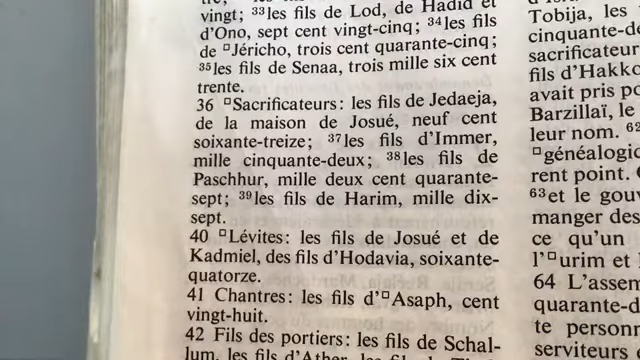 vingt; ³³les fils de Lod, de Hadid et
d'Ono, sept cent vingt-cinq; ³⁴les fils
de □Jéricho, trois cent quarante-cinq;
³⁵les fils de Senaa, trois mille six cent
trente.
36 □Sacrificateurs: les fils de Jedaeja,
de la maison de Josué, neuf cent
soixante-treize; ³⁷les fils d'Immer,
mille cinquante-deux; ³⁸les fils de
Paschhur, mille deux cent quarante-
sept; ³⁹les fils de Harim, mille dix-
sept.
40 □Lévites: les fils de Josué et de
Kadmiel, des fils d'Hodavia, soixante-
quatorze.
41 Chantres: les fils d'□Asaph, cent
vingt-huit.
42 Fils des portiers: les fils de Schal-
lum, les fils d'Ather, les fils de
Tobija, les
cinquante-de
sacrificateur
fils d'Hakko
avait pris po
Barzillaï, le
leur nom. ⁶²
□généalogic
rent point.
⁶³et le gouv
manger des
ce qu'un
l'□urim et
64 L'assem
quarante-d
te personn
serviteurs